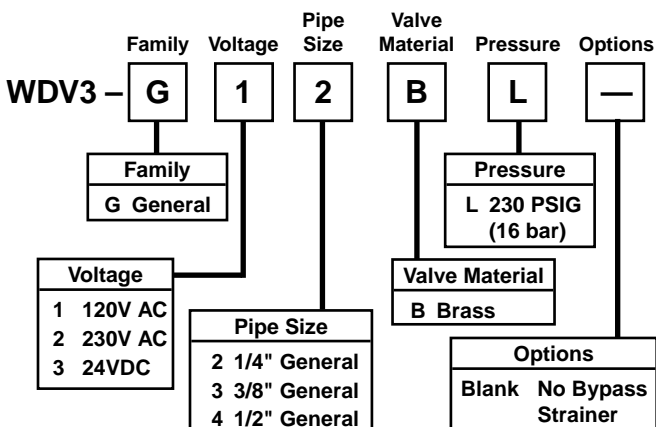 Family Voltage Pipe Size Valve Material Pressure Options
WDV3 – G 1 2 B L —
Family
G General
Pressure
L 230 PSIG
(16 bar)
Voltage
1 120V AC
2 230V AC
3 24VDC
Valve Material
B Brass
Pipe Size
2 1/4" General
3 3/8" General
4 1/2" General
Options
Blank No Bypass
Strainer